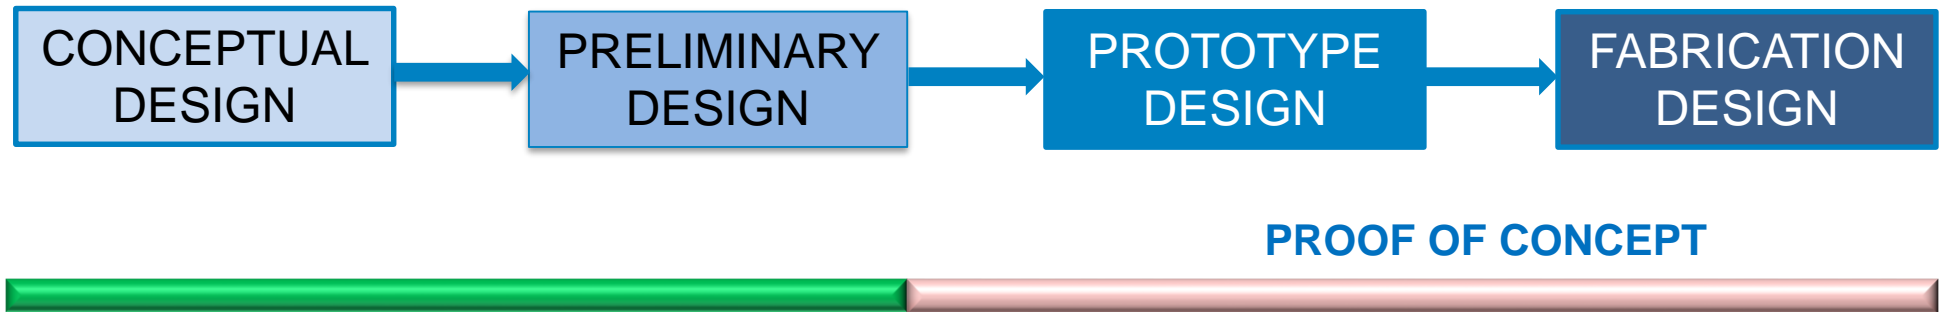 CONCEPTUAL
DESIGN
PRELIMINARY
DESIGN
PROTOTYPE
DESIGN
FABRICATION
DESIGN
PROOF OF CONCEPT